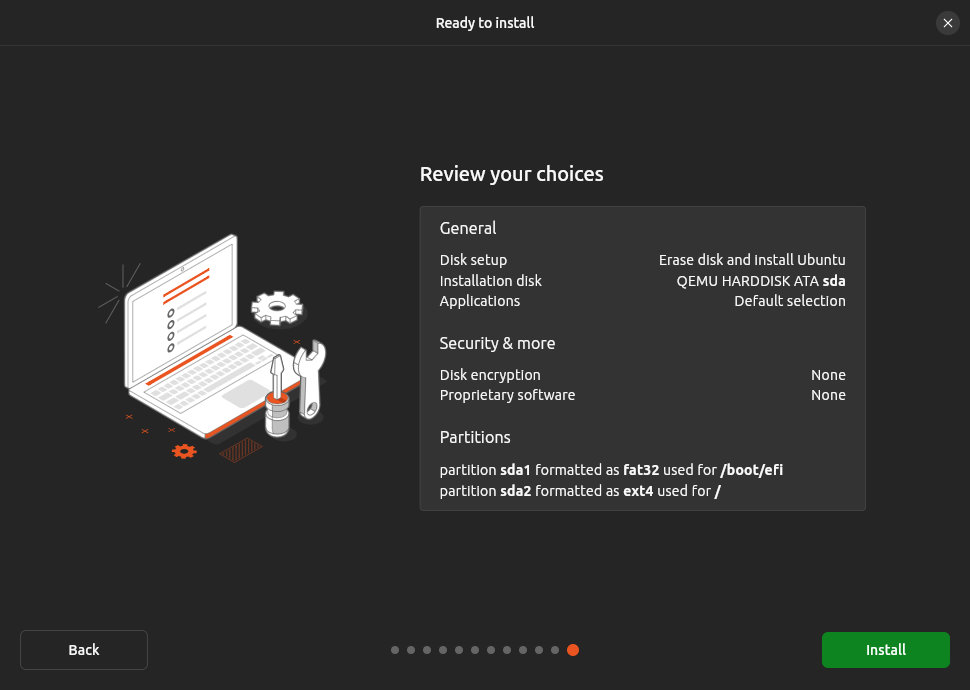 Ready to install
Review your choices
General
Disk setup Erase disk and install Ubuntu
Installation disk QEMU HARDDISK ATA sda
Applications Default selection
Security & more
Disk encryption None
Proprietary software None
Partitions
partition sda1 formatted as fat32 used for /boot/efi
partition sda2 formatted as ext4 used for /
Back
Install